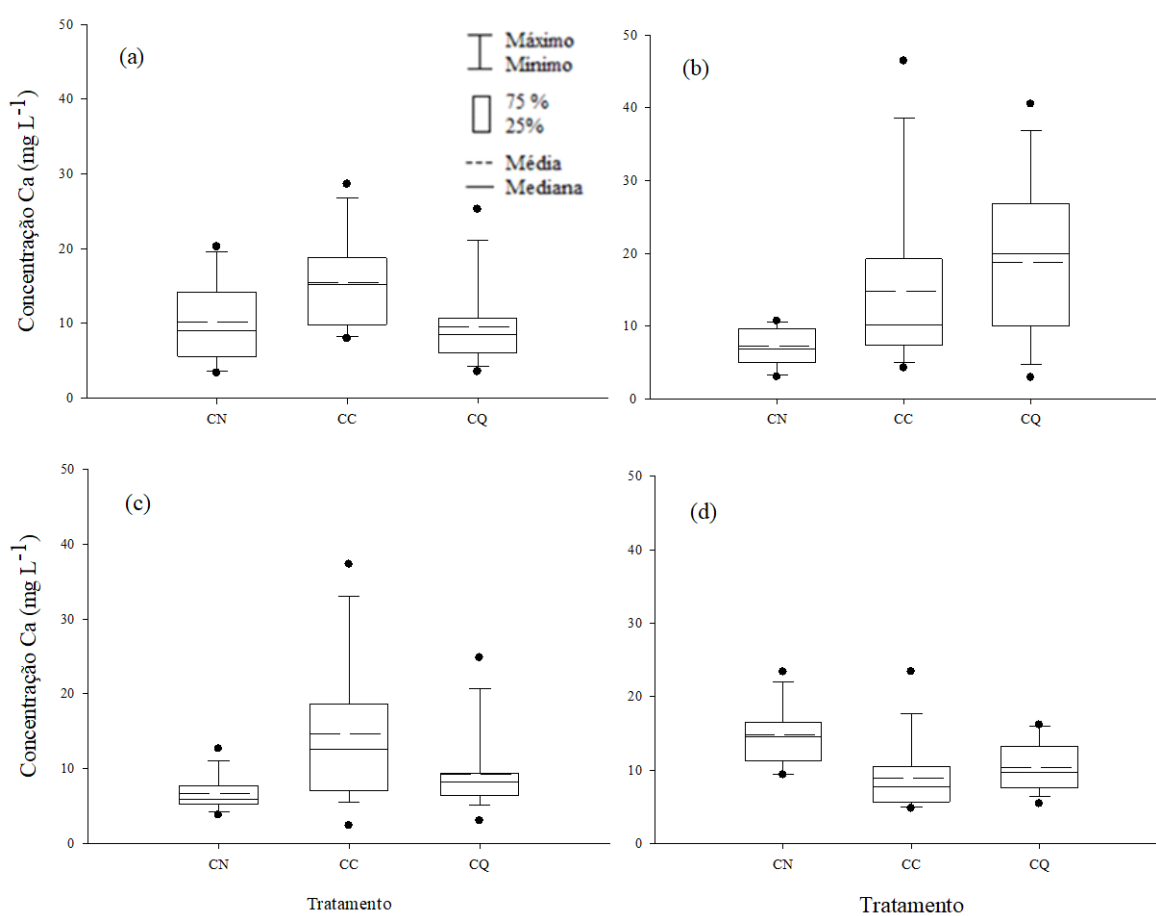 50
40
30
20
10
0
Concentração Ca (mg L-1)
(a)
Máximo
Mínimo
75 %
25%
Média
Mediana
CN
CC
CQ
50
40
30
20
10
0
(b)
CN
CC
CQ
50
40
30
20
10
0
Concentração Ca (mg L-1)
(c)
CN
CC
CQ
Tratamento
50
40
30
20
10
0
(d)
CN
CC
CQ
Tratamento